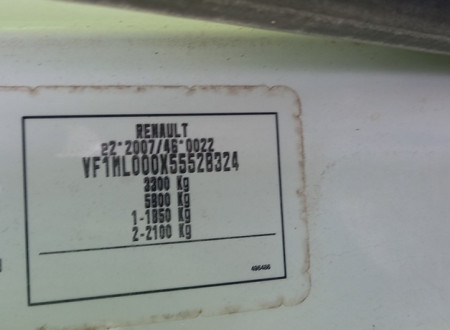 RENAULT
e2*2007/46*0022
VF1ML000X55528324
3300 Kg
5800 Kg
1-1850 Kg
2-2100 Kg